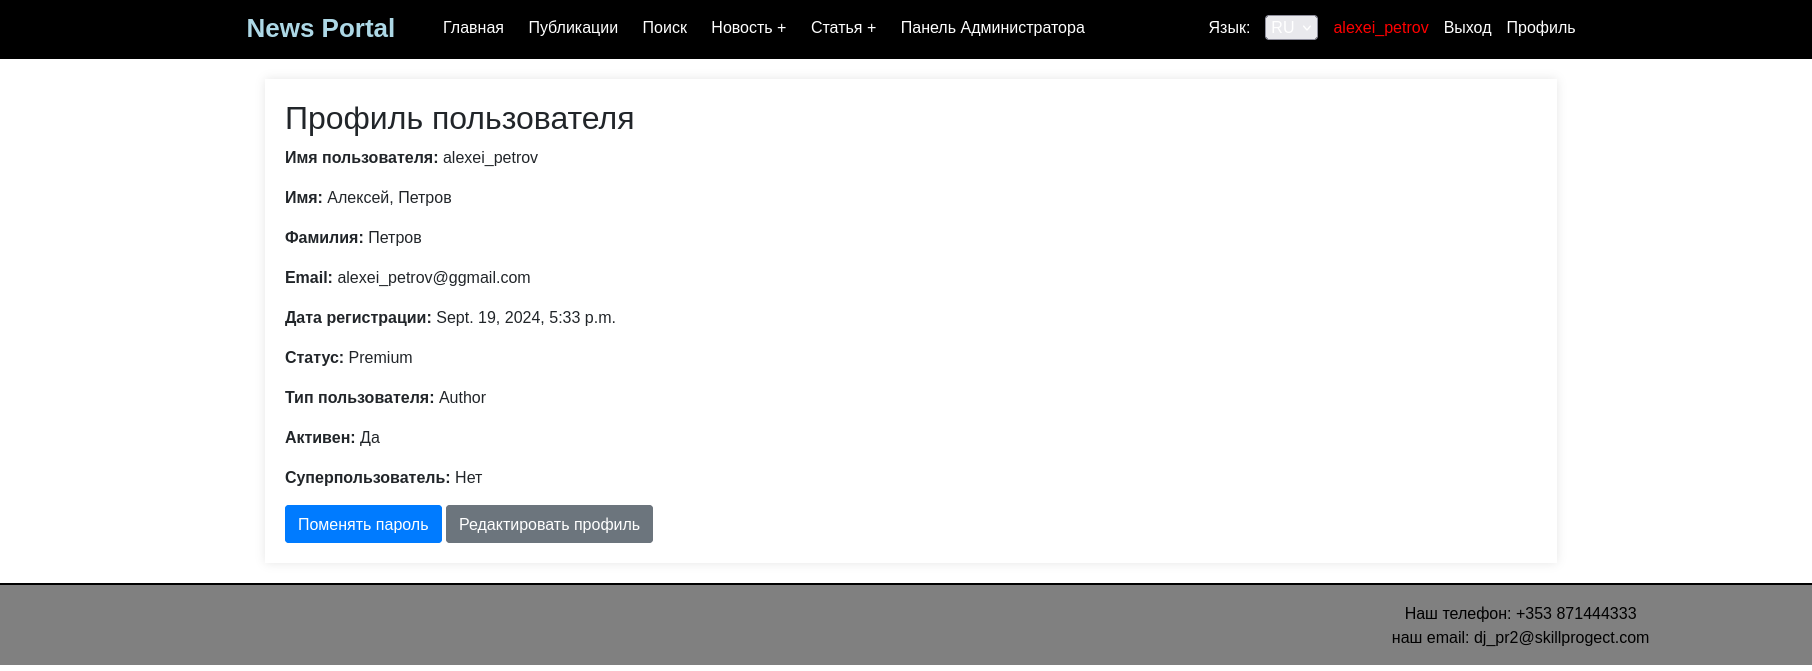 News Portal Главная Публикации Поиск Новость + Статья + Панель Администратора Язык: RU alexei_petrov Выход Профиль
Профиль пользователя
Имя пользователя: alexei_petrov
Имя: Алексей, Петров
Фамилия: Петров
Email: alexei_petrov@ggmail.com
Дата регистрации: Sept. 19, 2024, 5:33 p.m.
Статус: Premium
Тип пользователя: Author
Активен: Да
Суперпользователь: Нет
Поменять пароль Редактировать профиль
Наш телефон: +353 871444333
наш email: dj_pr2@skillprogect.com